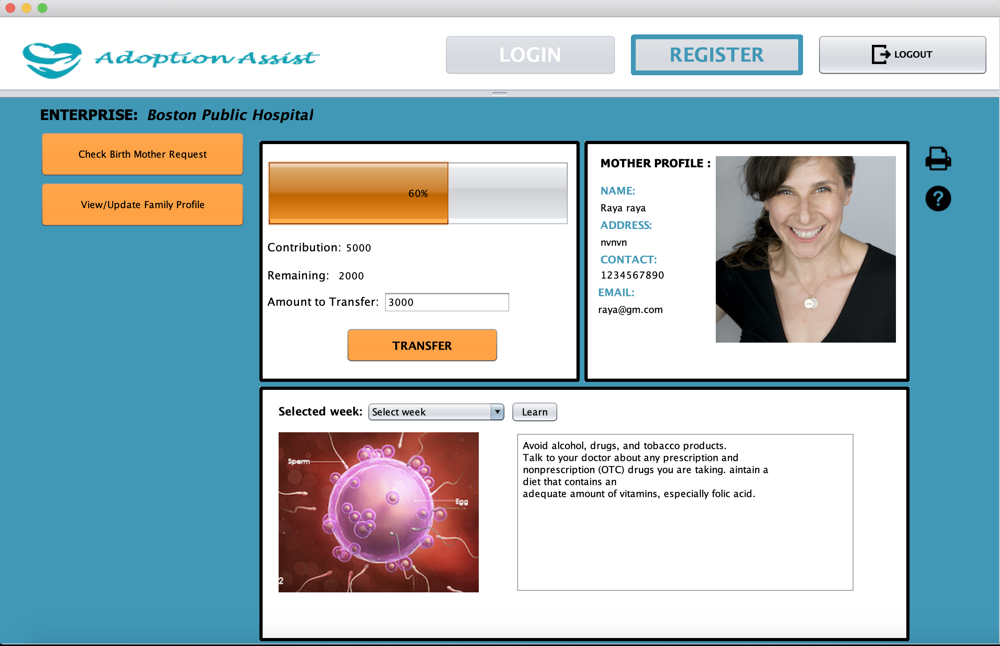 Adoption Assist
LOGIN
REGISTER
LOGOUT
ENTERPRISE: Boston Public Hospital
Check Birth Mother Request
View/Update Family Profile
60%
Contribution: 5000
Remaining: 2000
Amount to Transfer: 3000
TRANSFER
MOTHER PROFILE :
NAME:
Raya raya
ADDRESS:
nvnvn
CONTACT:
1234567890
EMAIL:
raya@gm.com
?
Selected week: Select week Learn
Sperm
Egg
2
Avoid alcohol, drugs, and tobacco products.
Talk to your doctor about any prescription and
nonprescription (OTC) drugs you are taking. aintain a
diet that contains an
adequate amount of vitamins, especially folic acid.